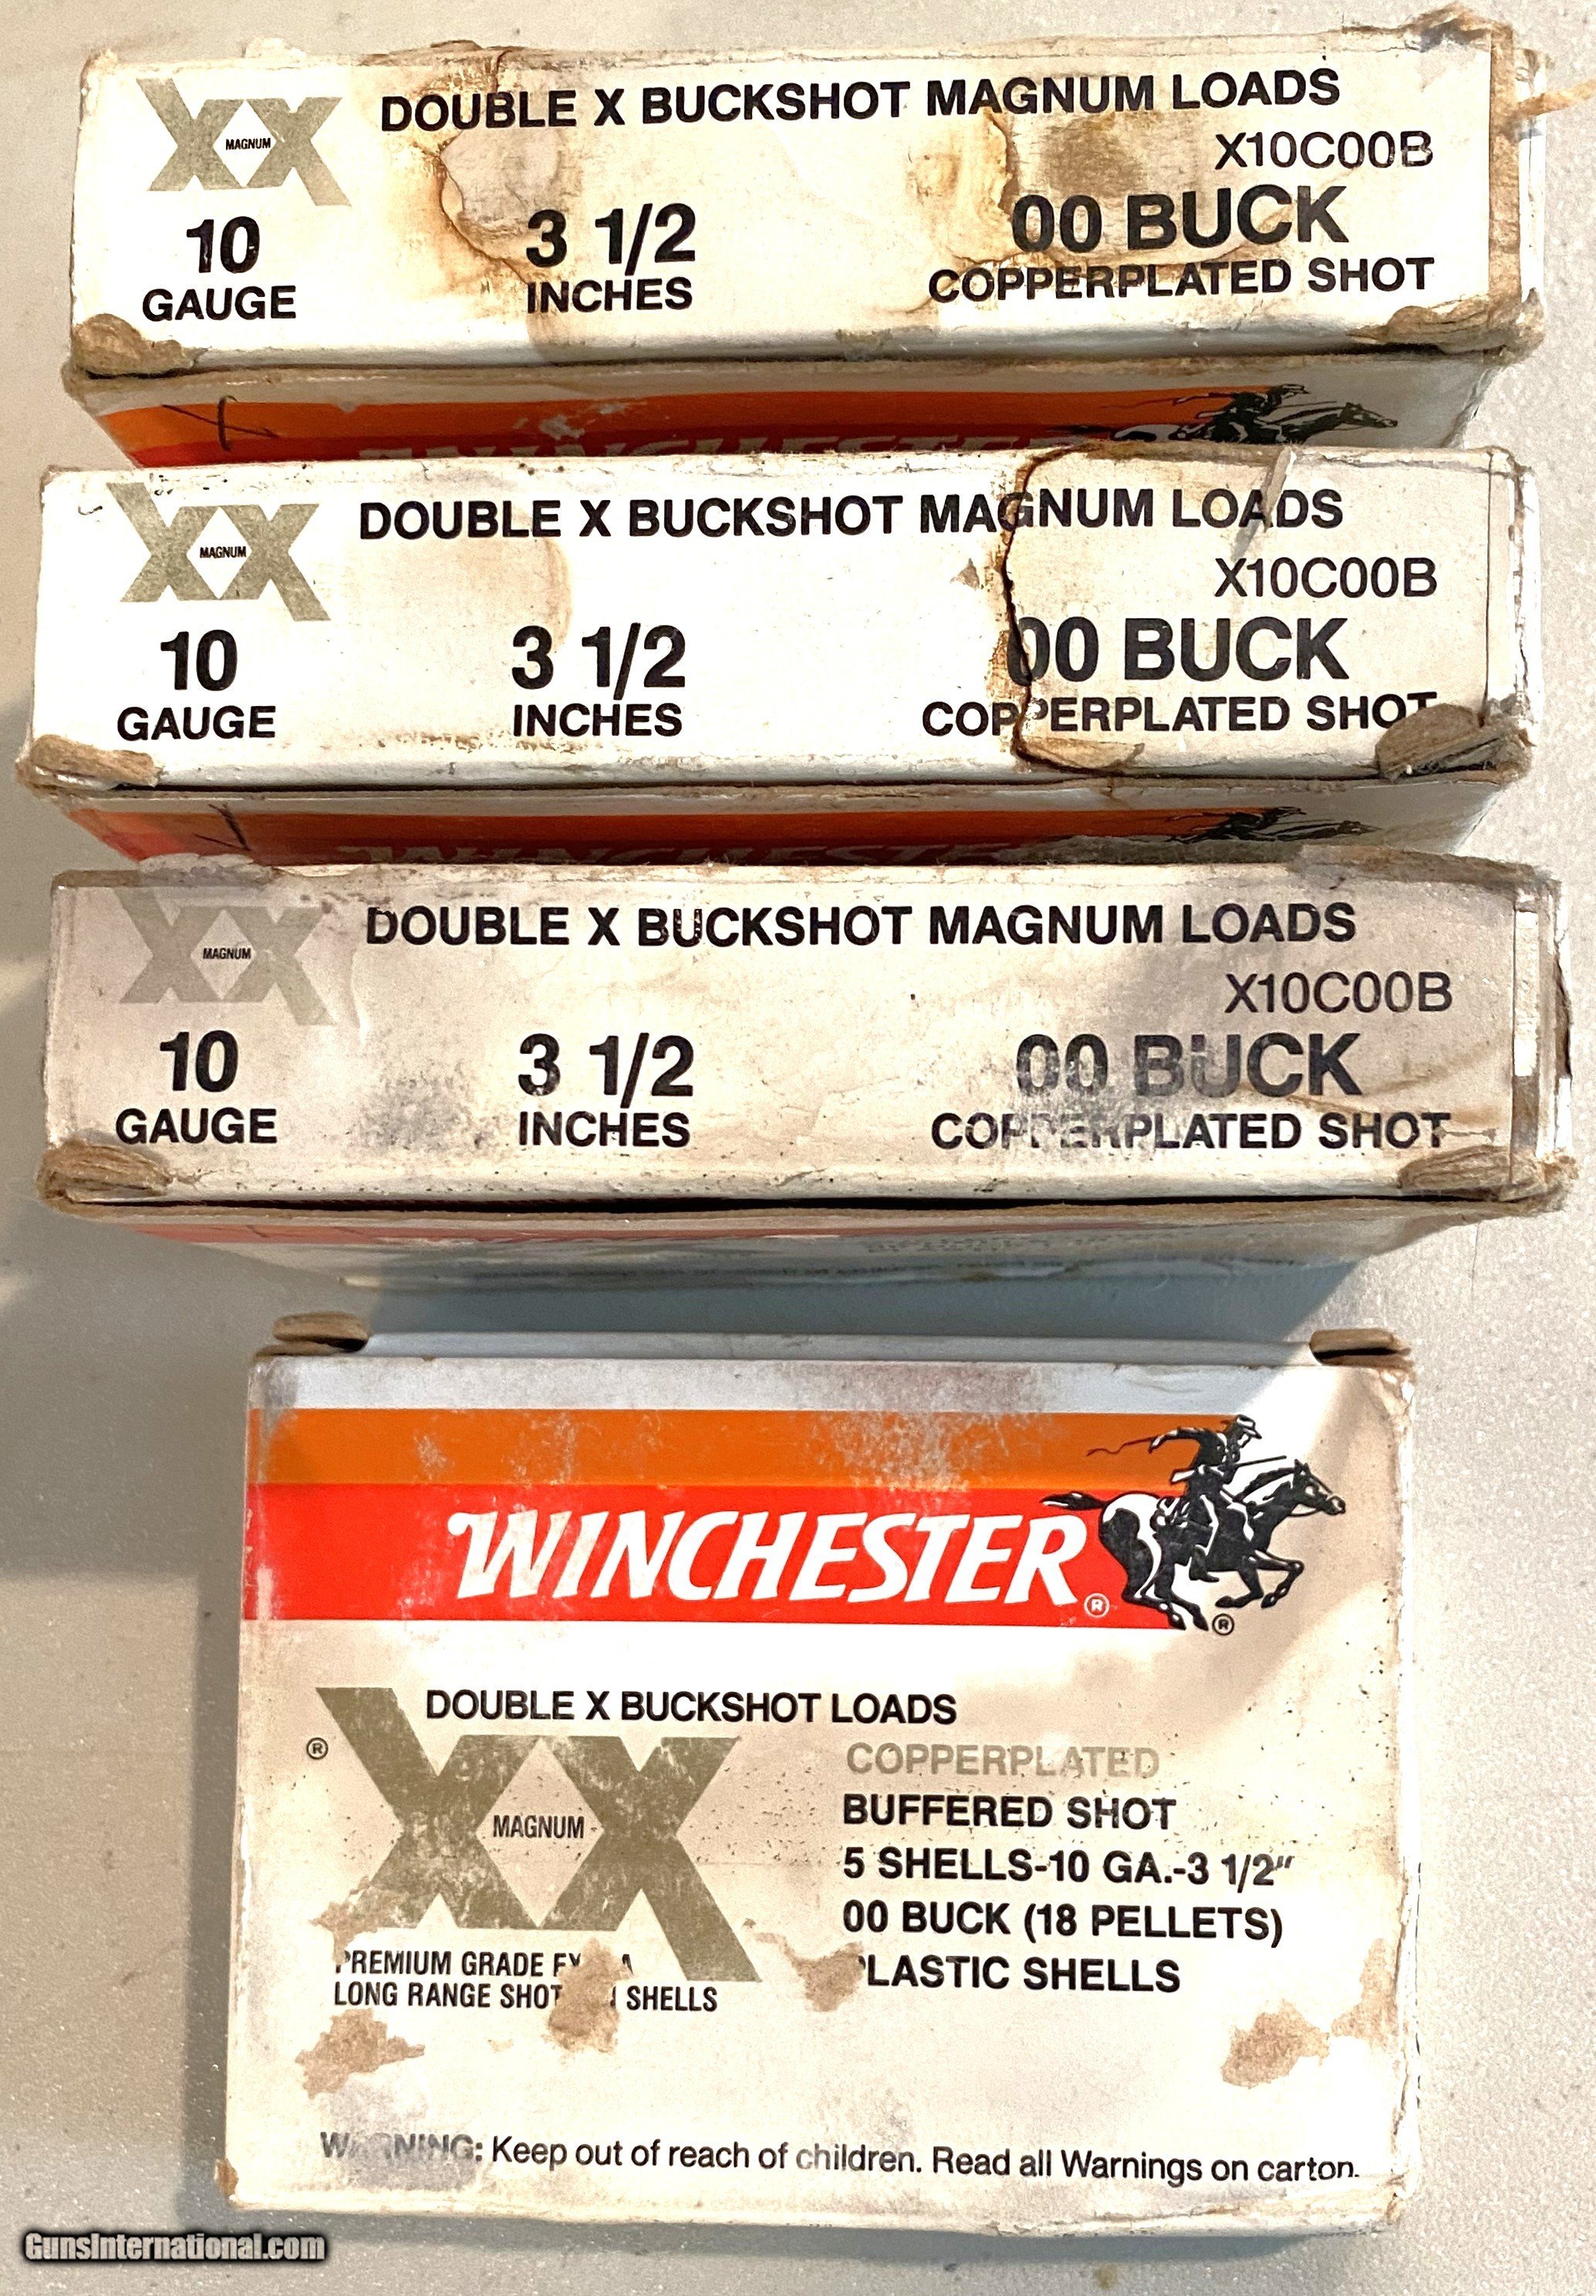 DOUBLE X BUCKSHOT MAGNUM LOADS
XX
MAGNUM
X10C00B
10
GAUGE
3 1/2
INCHES
00 BUCK
COPPERPLATED SHOT
WINCHESTER
DOUBLE X BUCKSHOT MAGNUM LOADS
XX
MAGNUM
X10C00B
10
GAUGE
3 1/2
INCHES
00 BUCK
COPPERPLATED SHOT
WINCHESTER
DOUBLE X BUCKSHOT MAGNUM LOADS
XX
MAGNUM
X10C00B
10
GAUGE
3 1/2
INCHES
00 BUCK
COPPERPLATED SHOT
WINCHESTER®
®
DOUBLE X BUCKSHOT LOADS
® XX
MAGNUM
COPPERPLATED
BUFFERED SHOT
5 SHELLS-10 GA.-3 1/2"
00 BUCK (18 PELLETS)
PLASTIC SHELLS
PREMIUM GRADE
LONG RANGE SHELLS
WARNING: Keep out of reach of children. Read all Warnings on carton.
GunsInternational.com